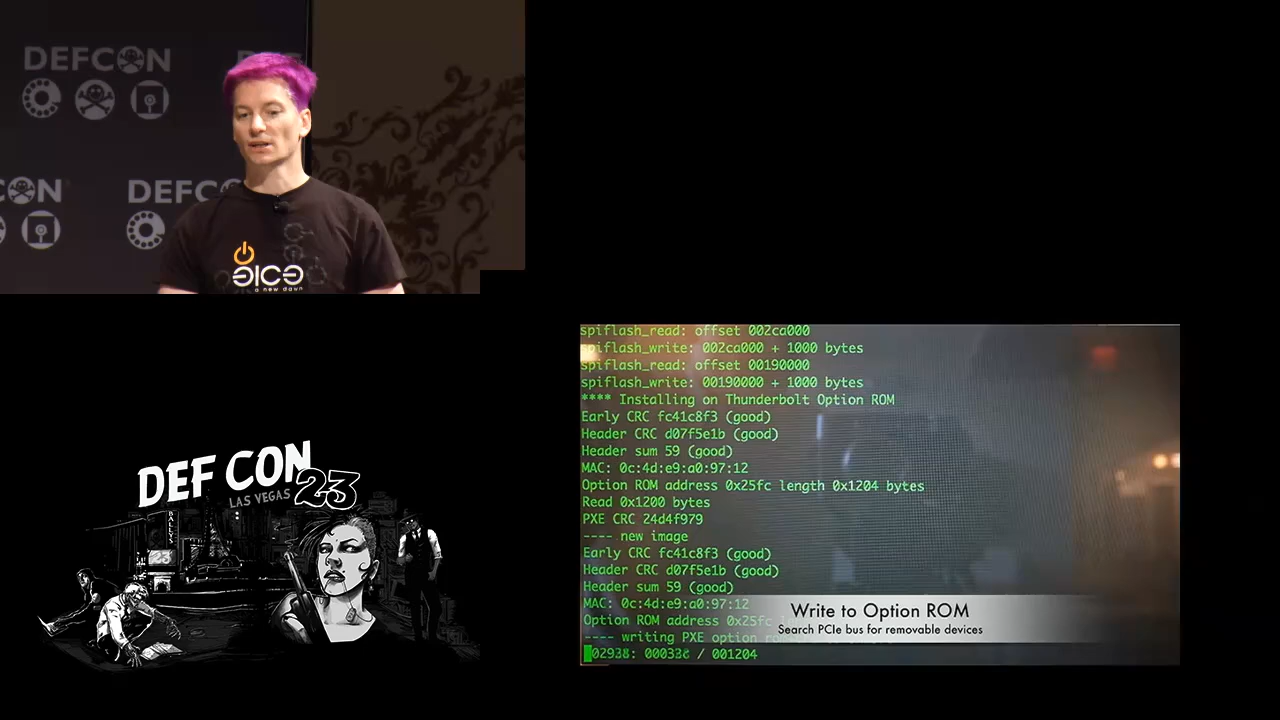 DEFCON
DEFCON
a new dawn
DEF CON
LAS VEGAS
23
BALLYS
23
spiflash_read: offset 002ca000
spiflash_write: 002ca000 + 1000 bytes
spiflash_read: offset 00190000
spiflash_write: 00190000 + 1000 bytes
**** Installing on Thunderbolt Option ROM
Early CRC fc41c8f3 (good)
Header CRC d07f5e1b (good)
Header sum 59 (good)
MAC: 0c:4d:e9:a0:97:12
Option ROM address 0x25fc length 0x1204 bytes
Read 0x1200 bytes
PXE CRC 24d4f979
---- new image
Early CRC fc41c8f3 (good)
Header CRC d07f5e1b (good)
Header sum 59 (good)
MAC: 0c:4d:e9:a0:97:12
Option ROM address 0x25fc
---- writing PXE option
/ 001204
Write to Option ROM
Search PCIe bus for removable devices